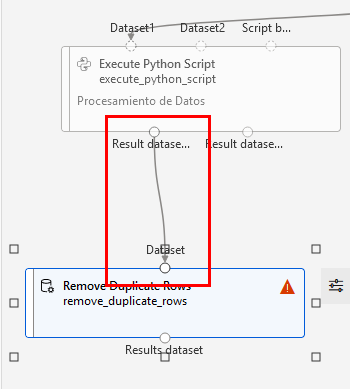 Dataset1 Dataset2 Script b...
Execute Python Script
execute_python_script
Procesamiento de Datos
Result datase... Result datase...
Dataset
Remove Duplicate Rows
remove_duplicate_rows
Results dataset